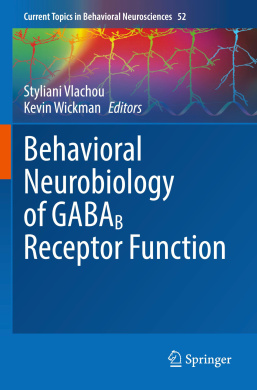 Current Topics in Behavioral Neurosciences 52
Styliani Vlachou
Kevin Wickman Editors
Behavioral
Neurobiology
of GABAB
Receptor Function
Springer